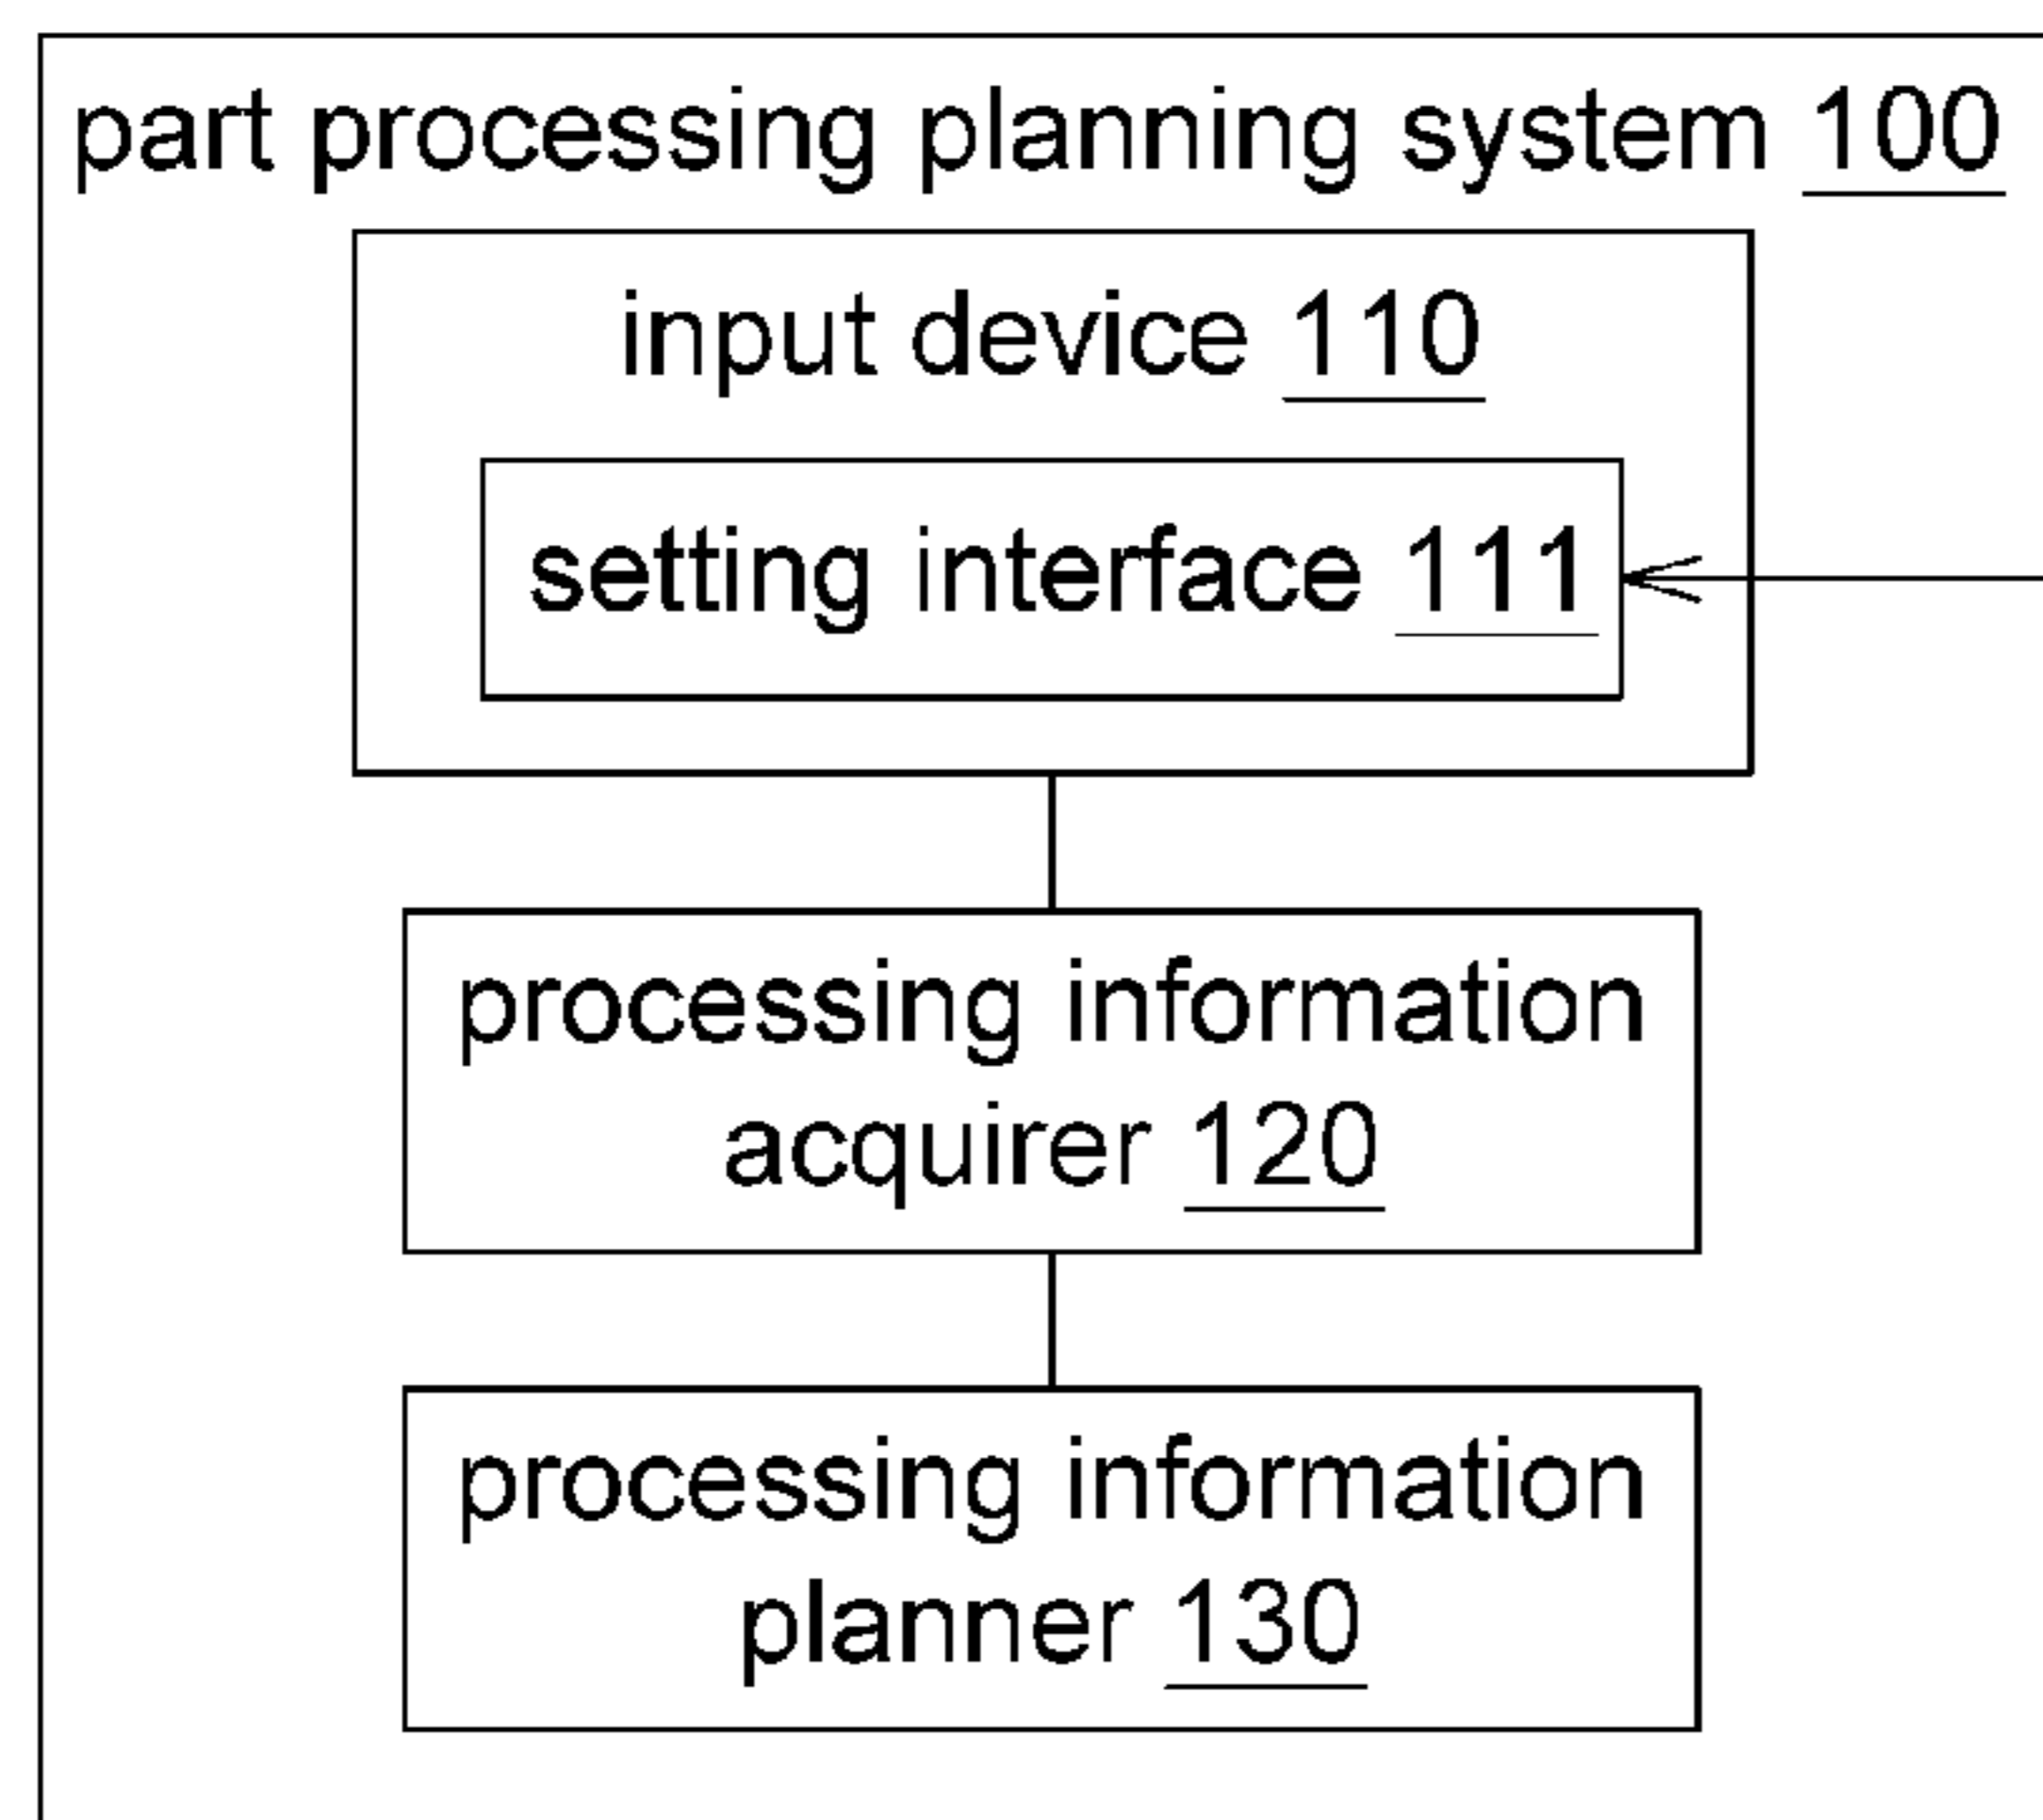 part processing planning system 100
input device 110
setting interface 111
processing information
acquirer 120
processing information
planner 130